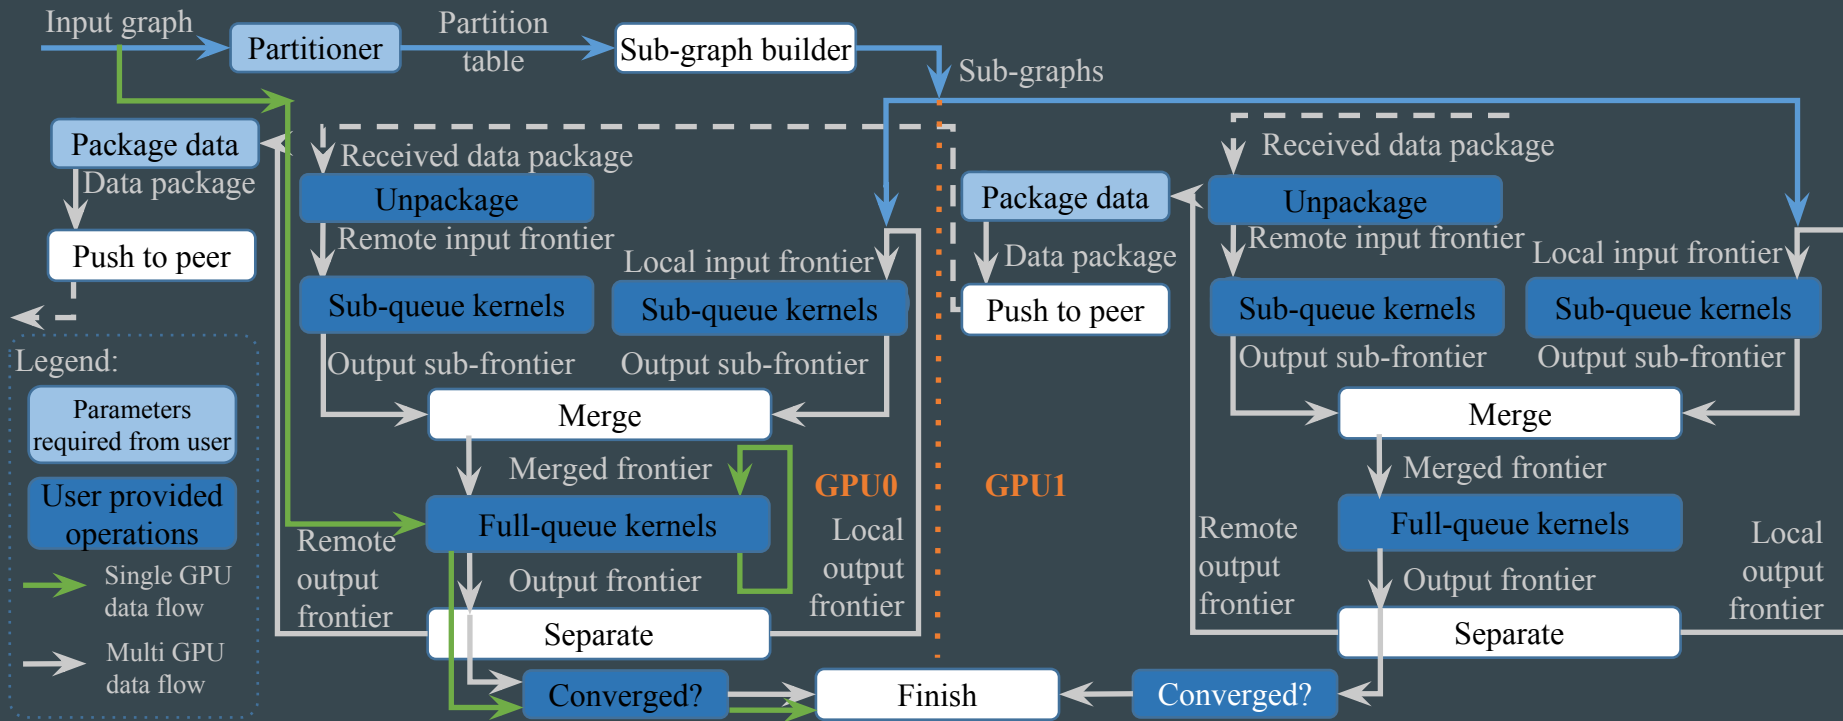 Input graph
Partitioner
Partition
table
Sub-graph builder
Sub-graphs
Package data
Data package
Push to peer
Received data package
Unpackage
Remote input frontier
Local input frontier
Sub-queue kernels
Sub-queue kernels
Output sub-frontier
Output sub-frontier
Merge
Merged frontier
Full-queue kernels
GPU0
Remote
output
frontier
Output frontier
Local
output
frontier
Separate
Converged?
Finish
GPU1
Package data
Data package
Push to peer
Received data package
Unpackage
Remote input frontier
Local input frontier
Sub-queue kernels
Sub-queue kernels
Output sub-frontier
Output sub-frontier
Merge
Merged frontier
Full-queue kernels
Remote
output
frontier
Output frontier
Local
output
frontier
Separate
Converged?
Legend:
Parameters
required from user
User provided
operations
Single GPU
data flow
Multi GPU
data flow